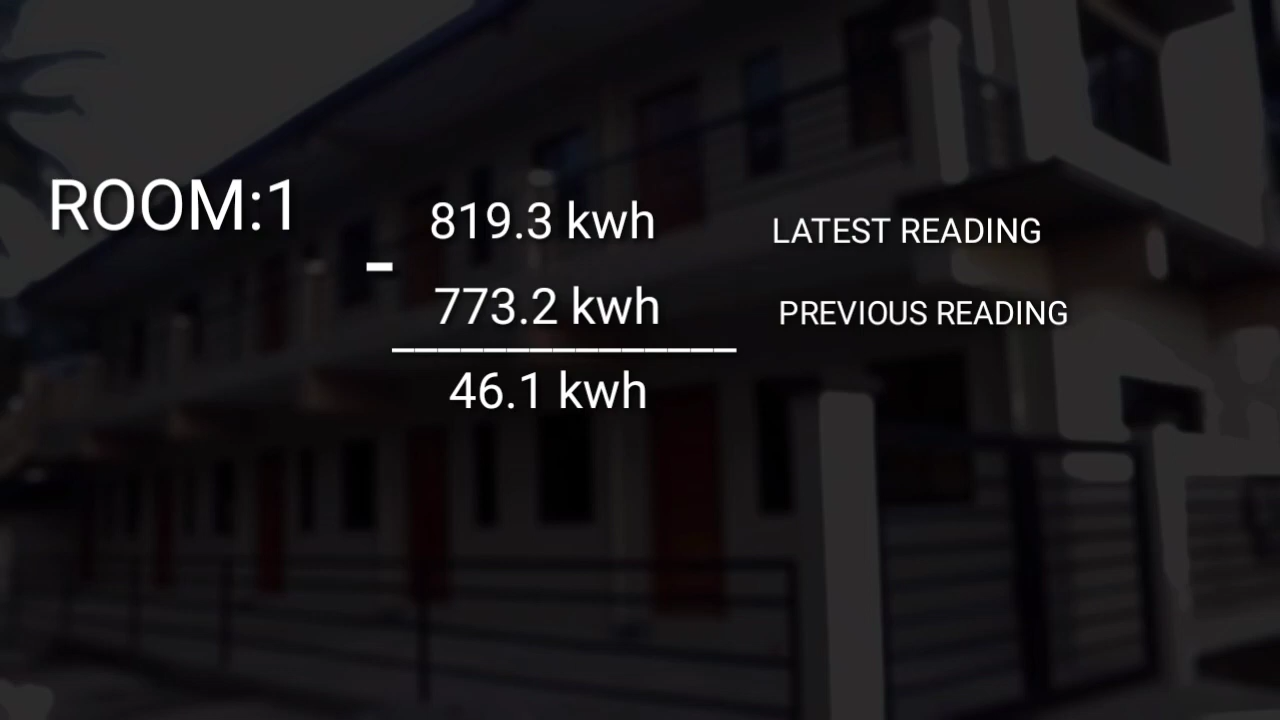 ROOM:1
819.3 kwh LATEST READING
-
773.2 kwh PREVIOUS READING
46.1 kwh